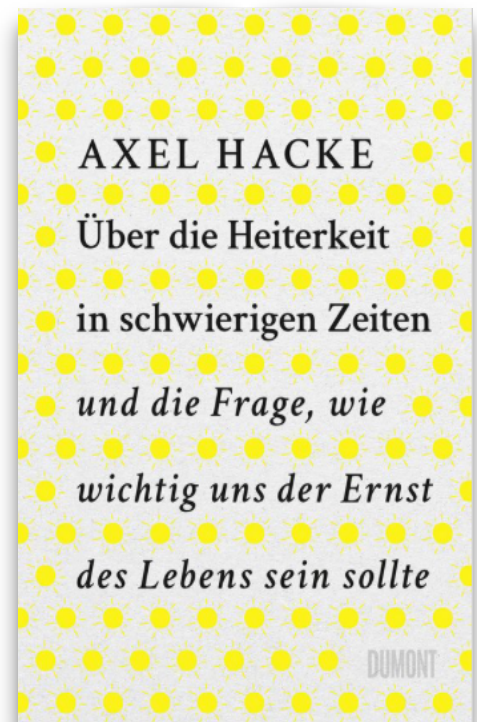 AXEL HACKE
Über die Heiterkeit
in schwierigen Zeiten
und die Frage, wie
wichtig uns der Ernst
des Lebens sein sollte
DUMONT